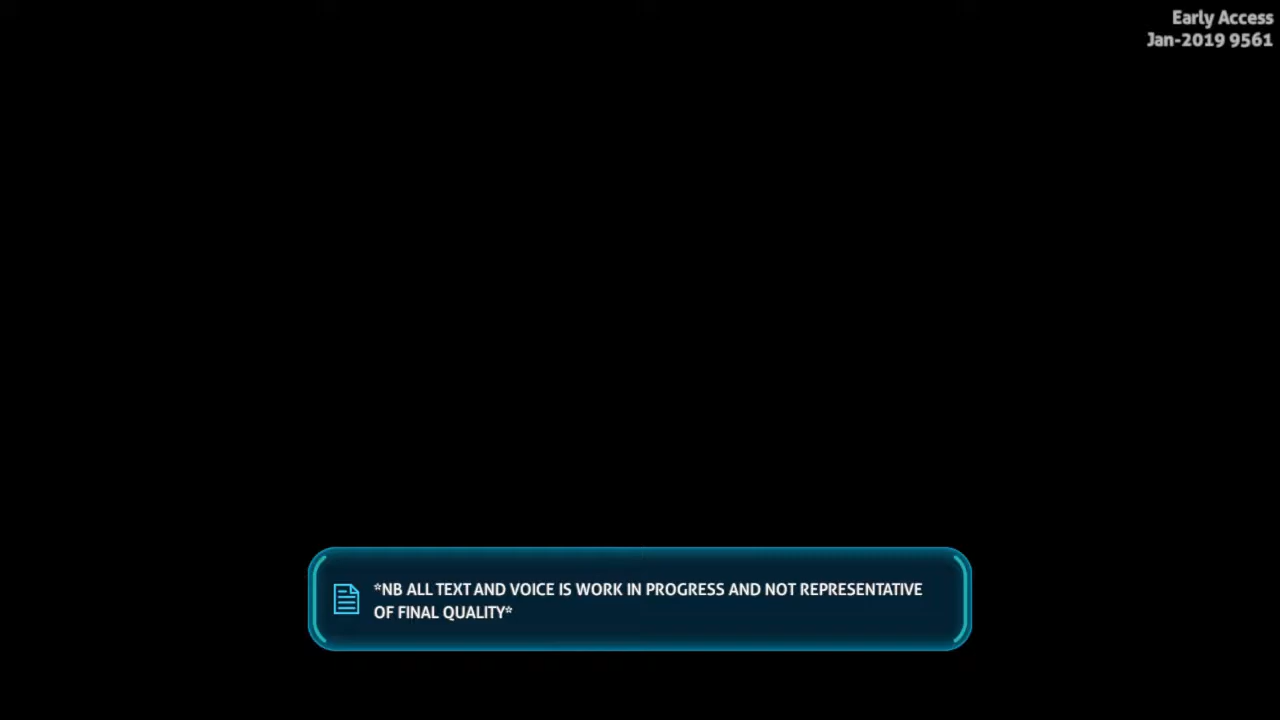 Early Access
Jan-2019 9561
*NB ALL TEXT AND VOICE IS WORK IN PROGRESS AND NOT REPRESENTATIVE
OF FINAL QUALITY*